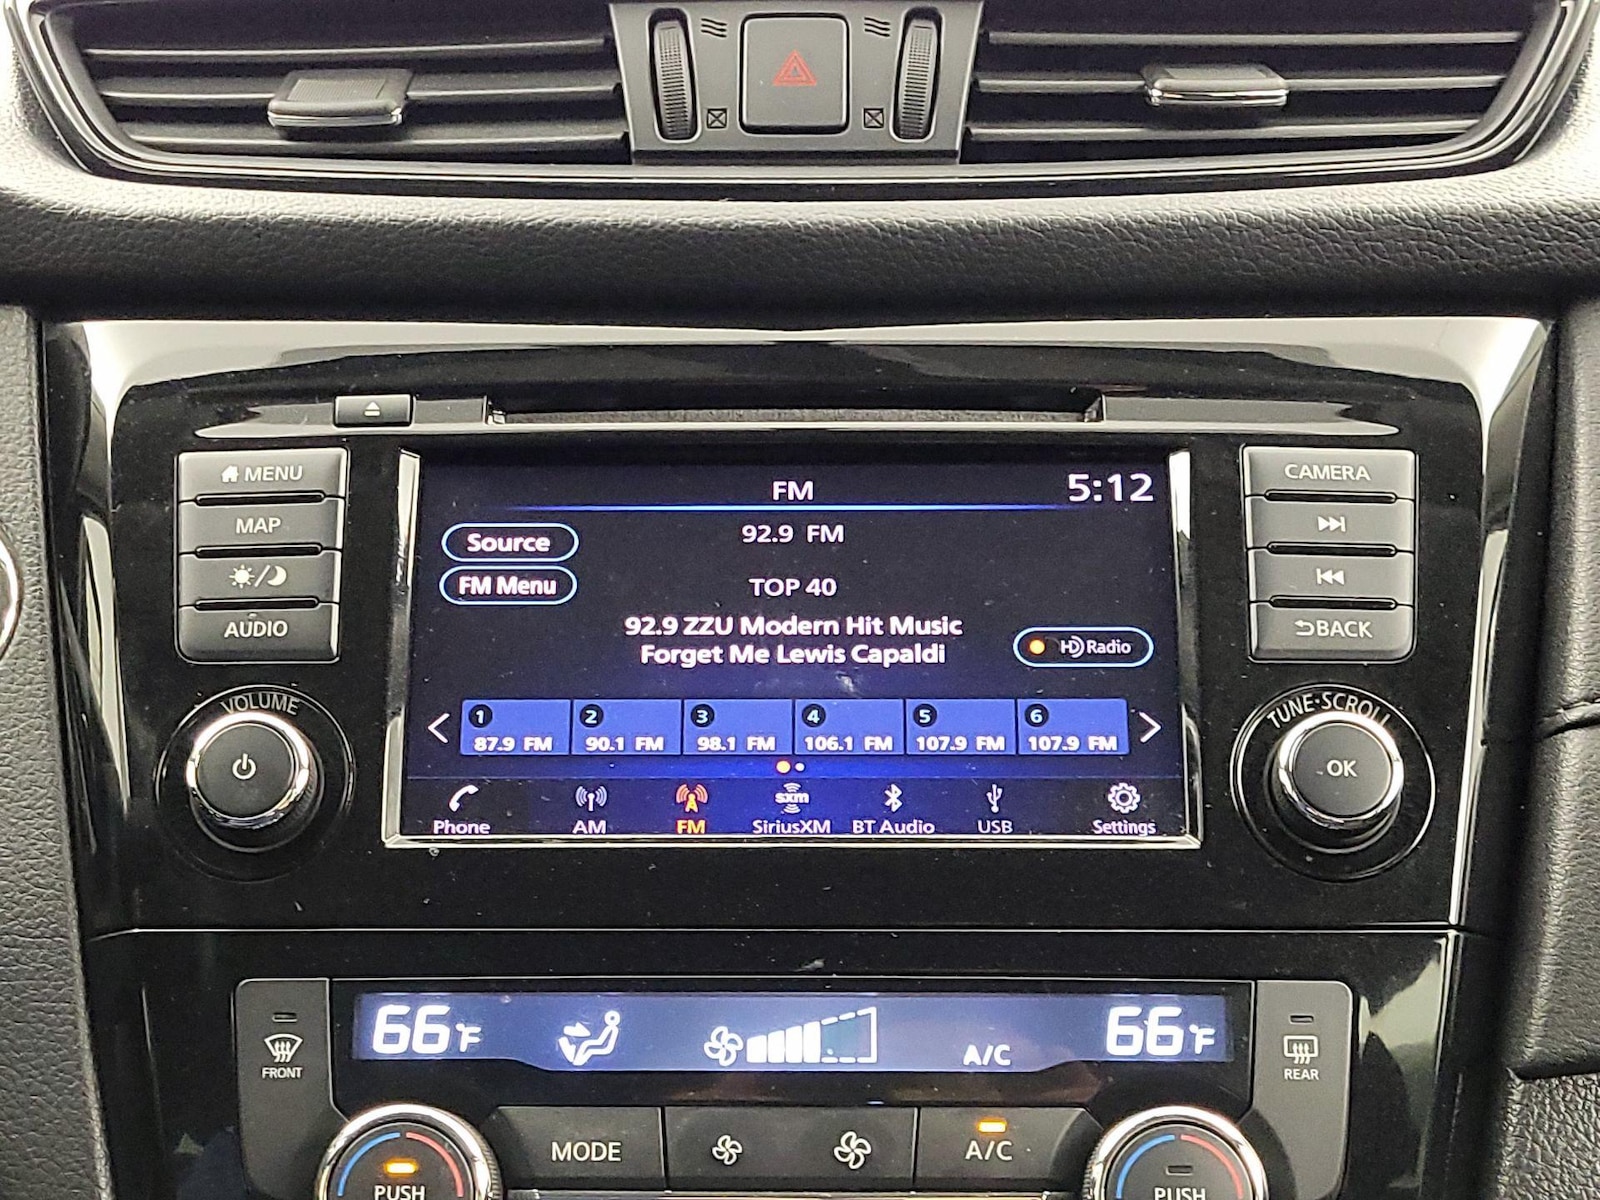 MENU
MAP
AUDIO
VOLUME
FM
5:12
Source
92.9 FM
FM Menu
TOP 40
92.9 ZZU Modern Hit Music
Forget Me Lewis Capaldi
HD Radio
1
87.9 FM
2
90.1 FM
3
98.1 FM
4
106.1 FM
5
107.9 FM
6
107.9 FM
Phone
AM
FM
sxm
SiriusXM
BT Audio
USB
Settings
CAMERA
BACK
TUNE·SCROLL
OK
66°F
A/C
66°F
FRONT
REAR
MODE
A/C
PUSH
PUSH